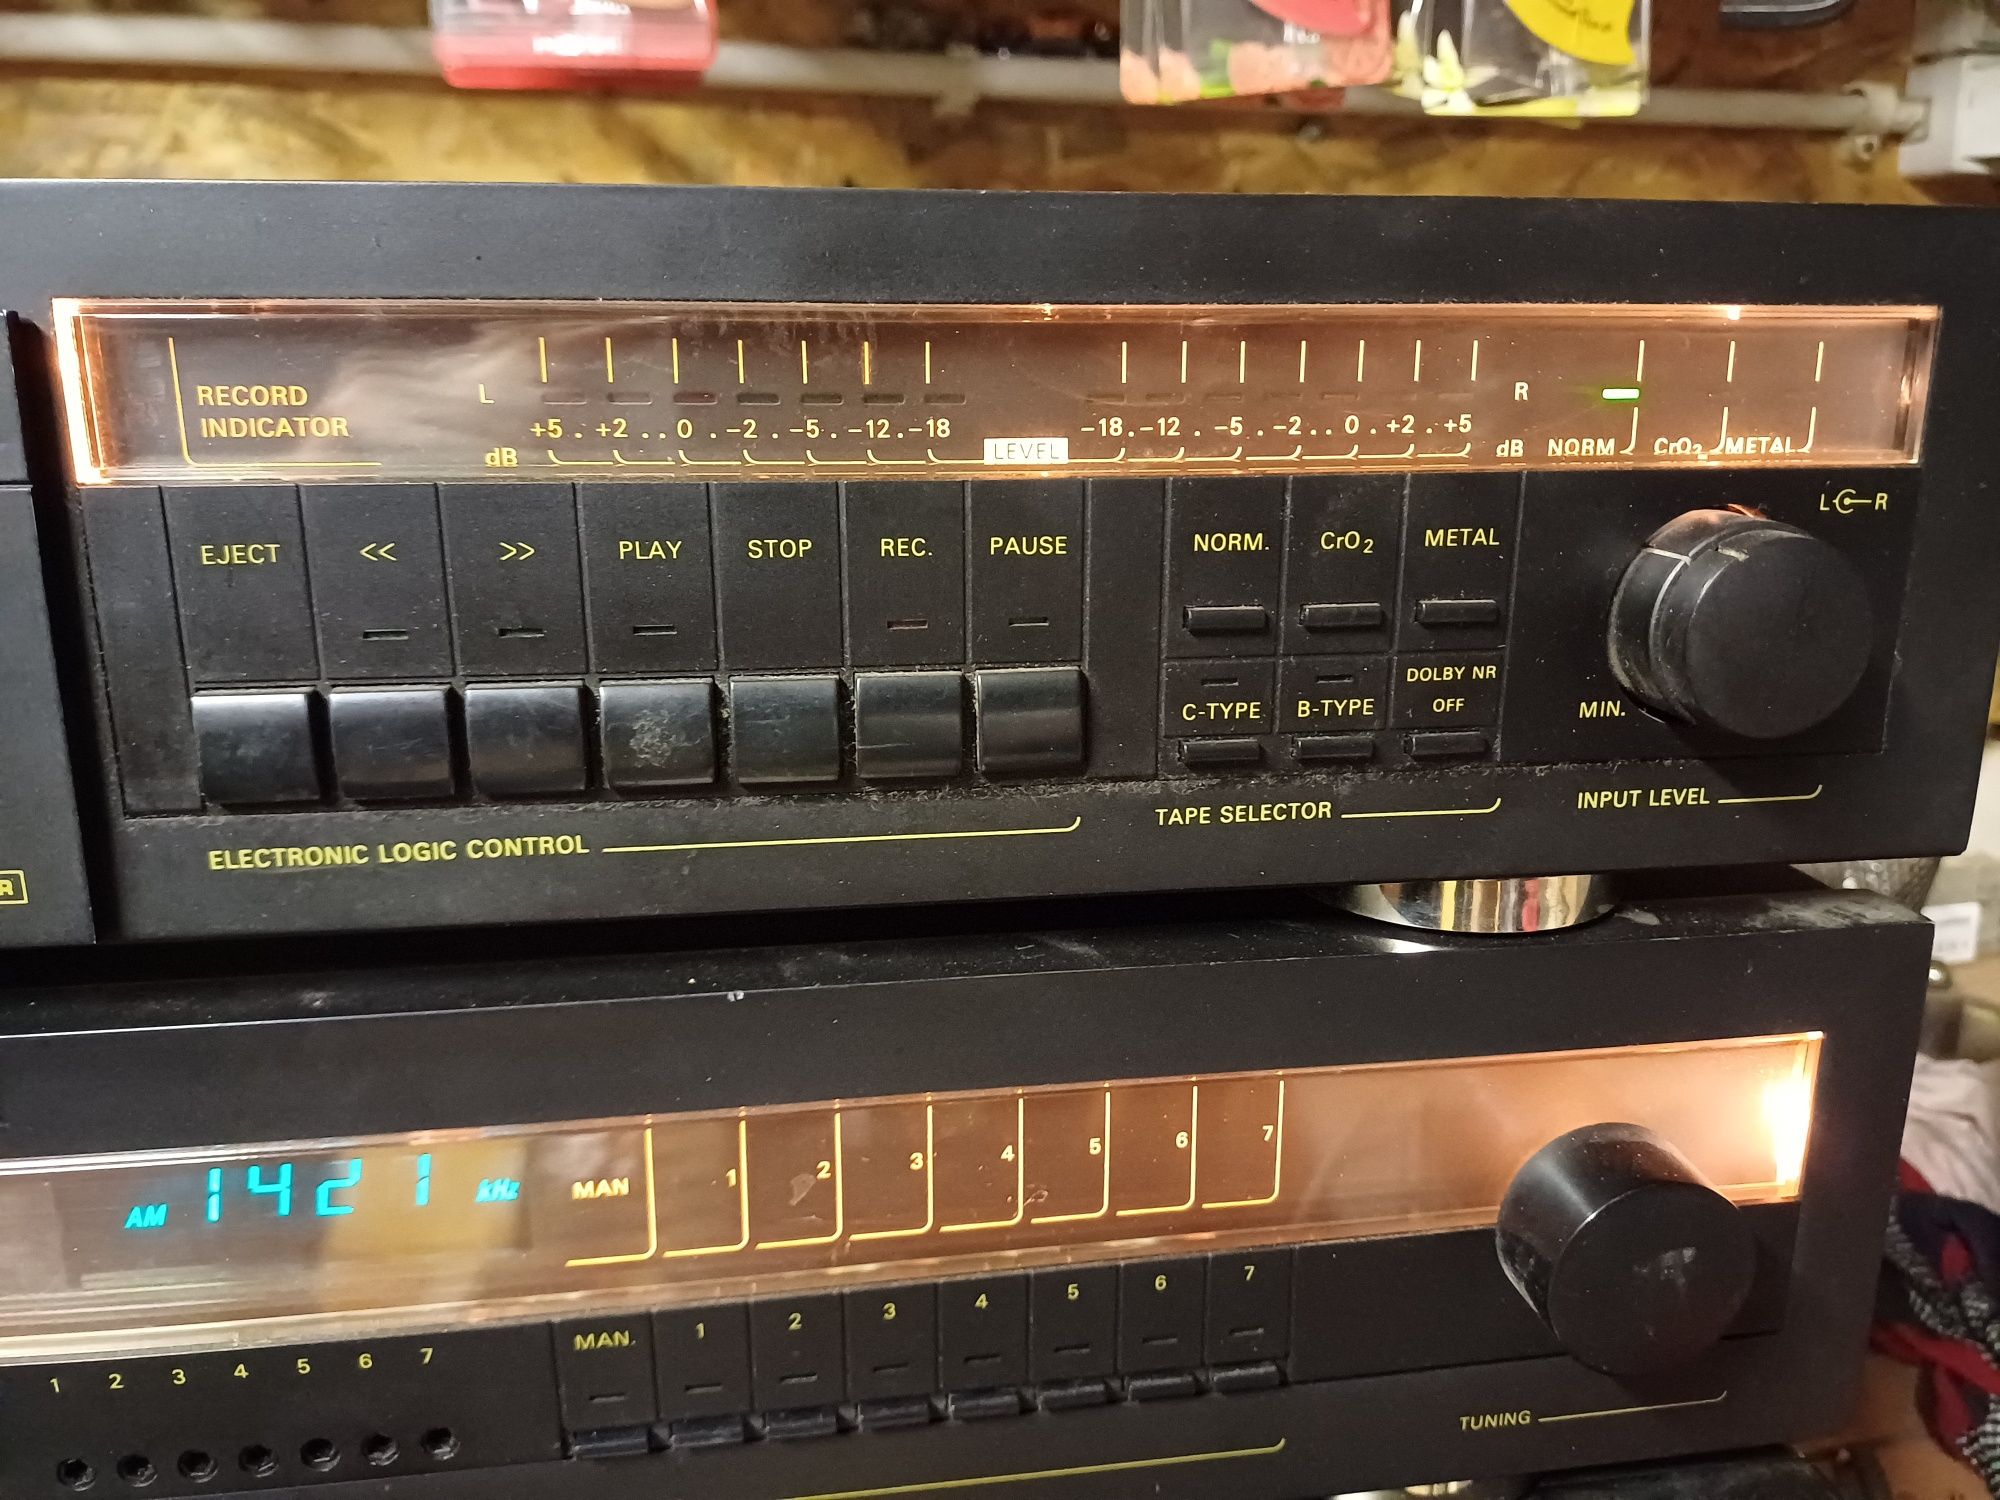 RECORD
INDICATOR
L
+5 . +2 . . 0 . -2 . -5 . -12 . -18
dB
LEVEL
-18 . -12 . -5 . -2 . . 0 . +2 . +5
R
dB
NORM CrO2 METAL
EJECT << >> PLAY STOP REC. PAUSE
NORM. CrO2 METAL
L R
C-TYPE B-TYPE DOLBY NR
OFF
MIN.
ELECTRONIC LOGIC CONTROL
TAPE SELECTOR
INPUT LEVEL
R
AM 1421 kHz
MAN 1 2 3 4 5 6 7
MAN. 1 2 3 4 5 6 7
1 2 3 4 5 6 7
TUNING